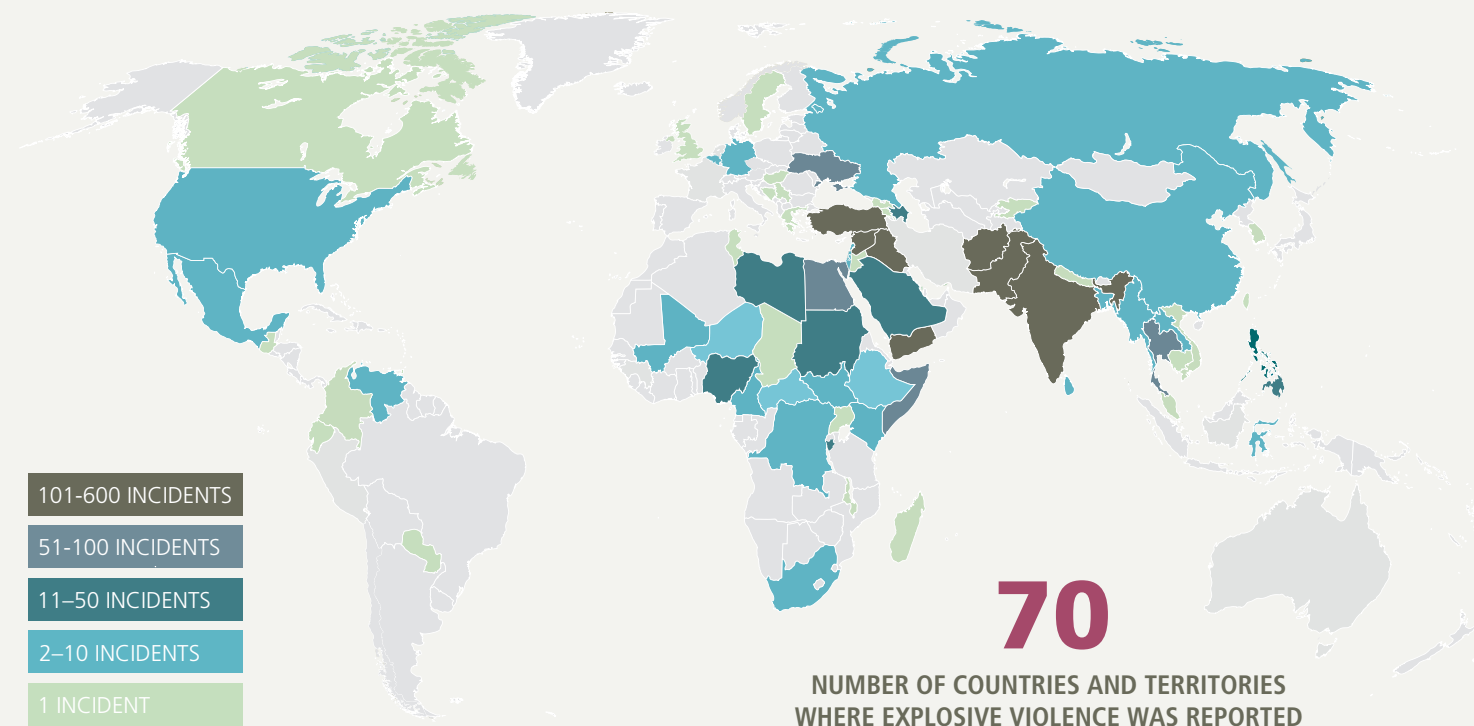 101-600 INCIDENTS
51-100 INCIDENTS
11–50 INCIDENTS
2–10 INCIDENTS
1 INCIDENT
70
NUMBER OF COUNTRIES AND TERRITORIES
WHERE EXPLOSIVE VIOLENCE WAS REPORTED